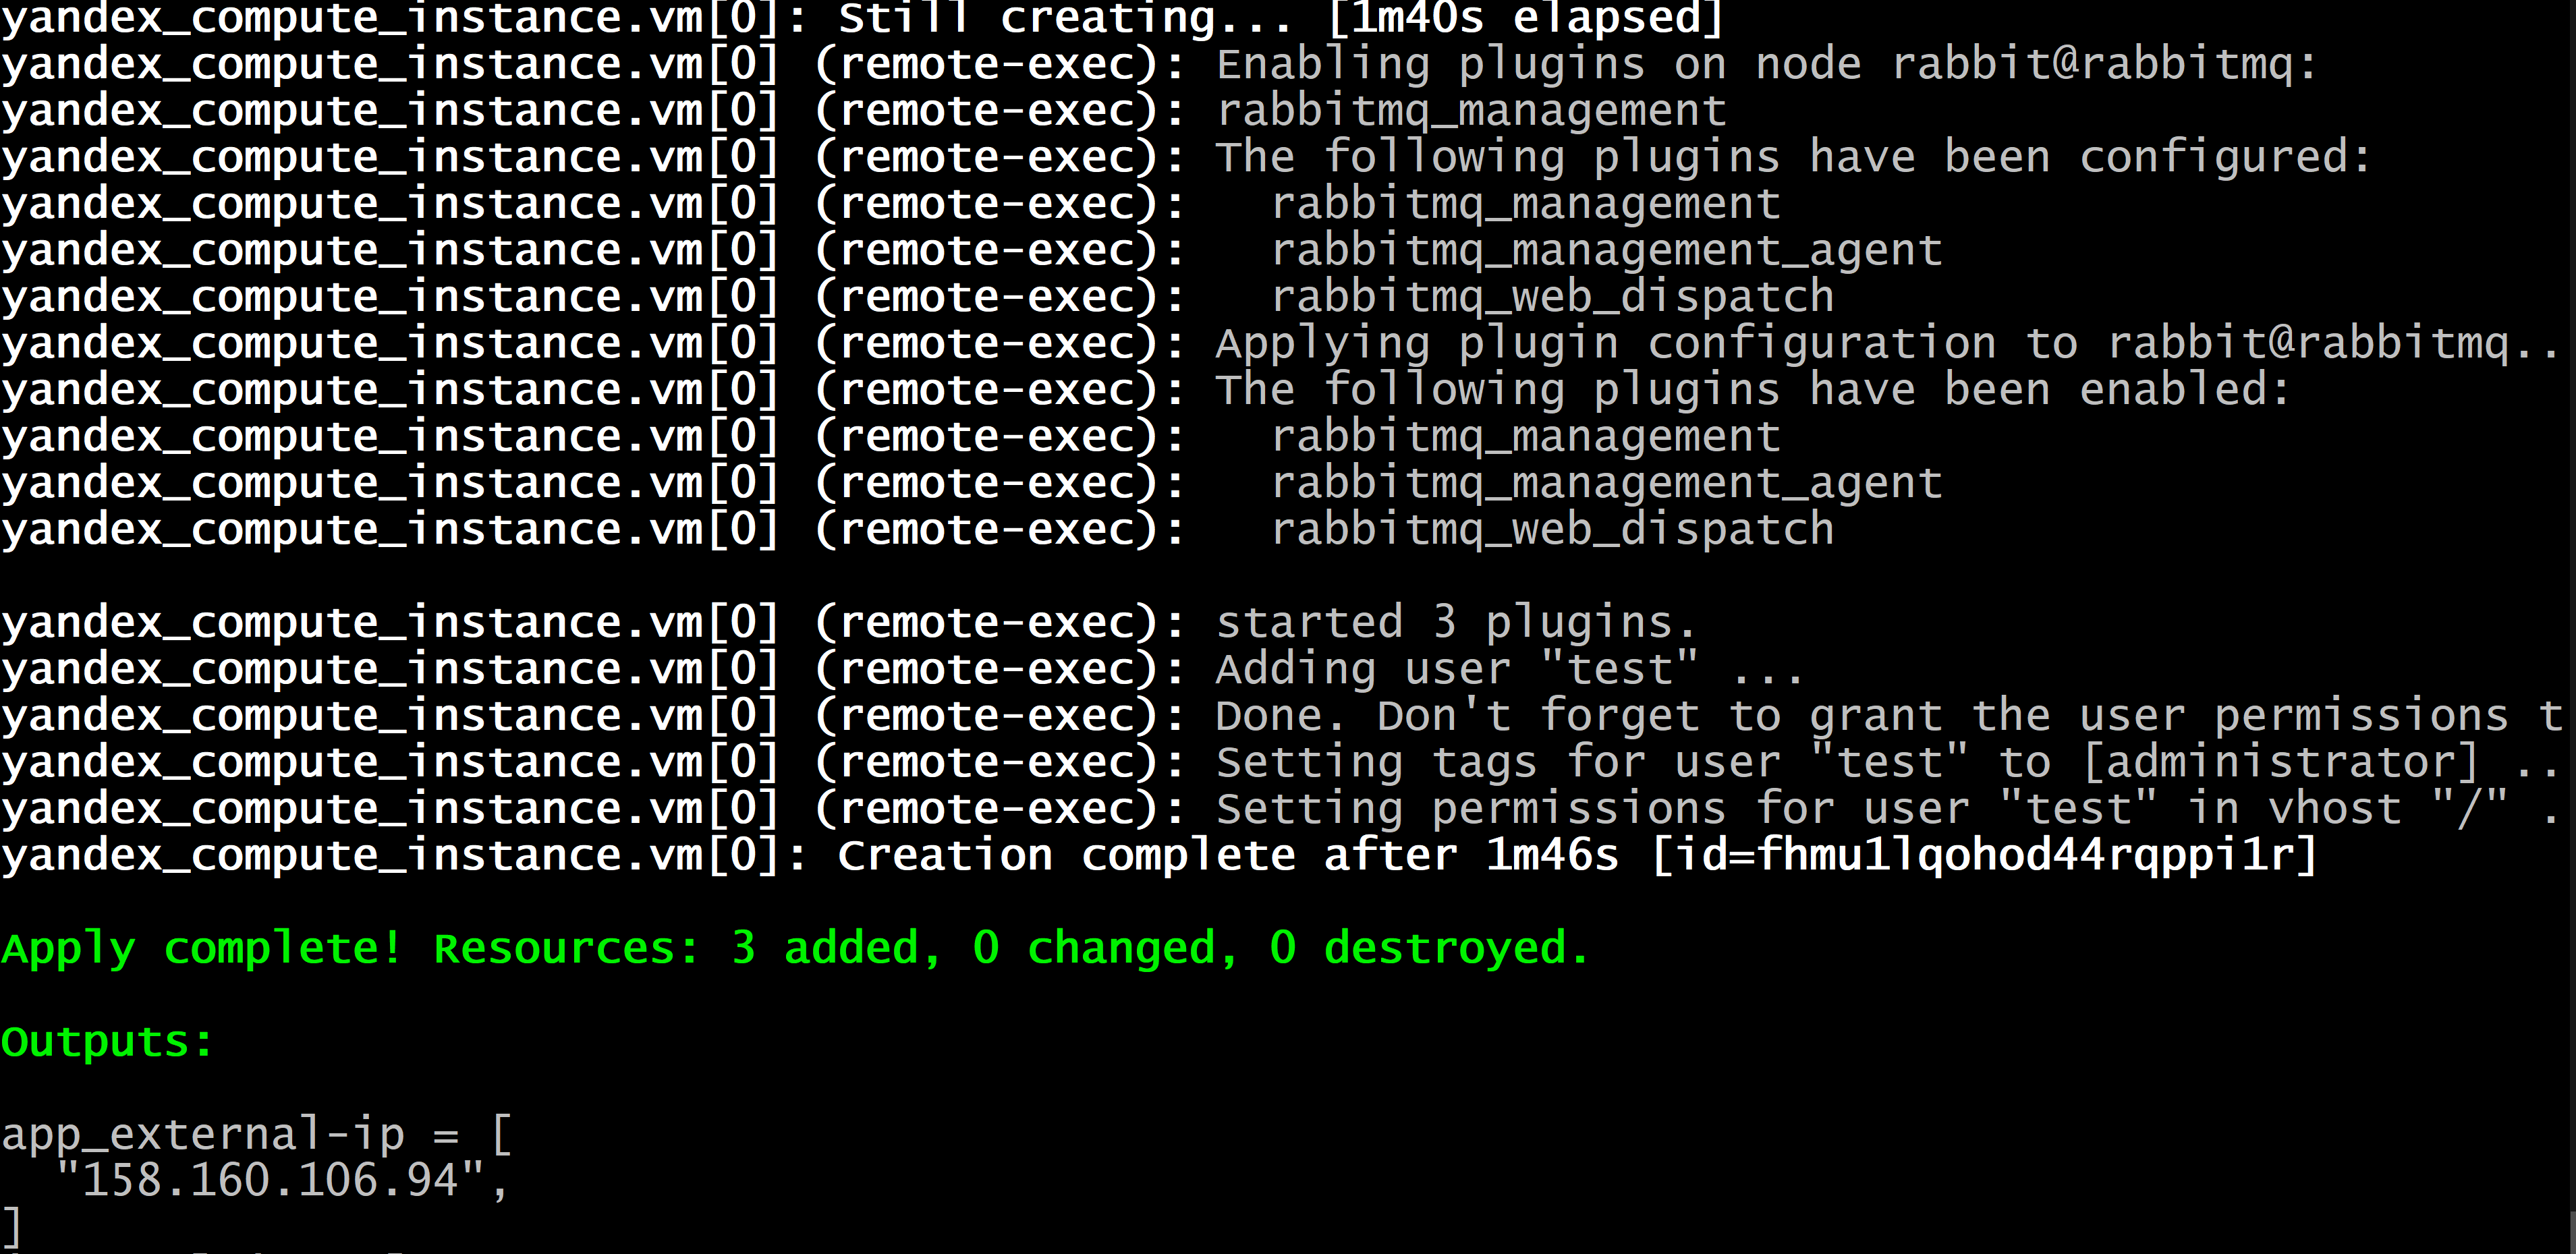 yandex_compute_instance.vm[0]: Still creating... [1m40s elapsed]
yandex_compute_instance.vm[0] (remote-exec): Enabling plugins on node rabbit@rabbitmq:
yandex_compute_instance.vm[0] (remote-exec): rabbitmq_management
yandex_compute_instance.vm[0] (remote-exec): The following plugins have been configured:
yandex_compute_instance.vm[0] (remote-exec):   rabbitmq_management
yandex_compute_instance.vm[0] (remote-exec):   rabbitmq_management_agent
yandex_compute_instance.vm[0] (remote-exec):   rabbitmq_web_dispatch
yandex_compute_instance.vm[0] (remote-exec): Applying plugin configuration to rabbit@rabbitmq..
yandex_compute_instance.vm[0] (remote-exec): The following plugins have been enabled:
yandex_compute_instance.vm[0] (remote-exec):   rabbitmq_management
yandex_compute_instance.vm[0] (remote-exec):   rabbitmq_management_agent
yandex_compute_instance.vm[0] (remote-exec):   rabbitmq_web_dispatch
yandex_compute_instance.vm[0] (remote-exec): started 3 plugins.
yandex_compute_instance.vm[0] (remote-exec): Adding user "test" ...
yandex_compute_instance.vm[0] (remote-exec): Done. Don't forget to grant the user permissions t
yandex_compute_instance.vm[0] (remote-exec): Setting tags for user "test" to [administrator] ..
yandex_compute_instance.vm[0] (remote-exec): Setting permissions for user "test" in vhost "/" .
yandex_compute_instance.vm[0]: Creation complete after 1m46s [id=fhmu1lqohod44rqppi1r]
Apply complete! Resources: 3 added, 0 changed, 0 destroyed.
Outputs:
app_external-ip = [
  "158.160.106.94",
]